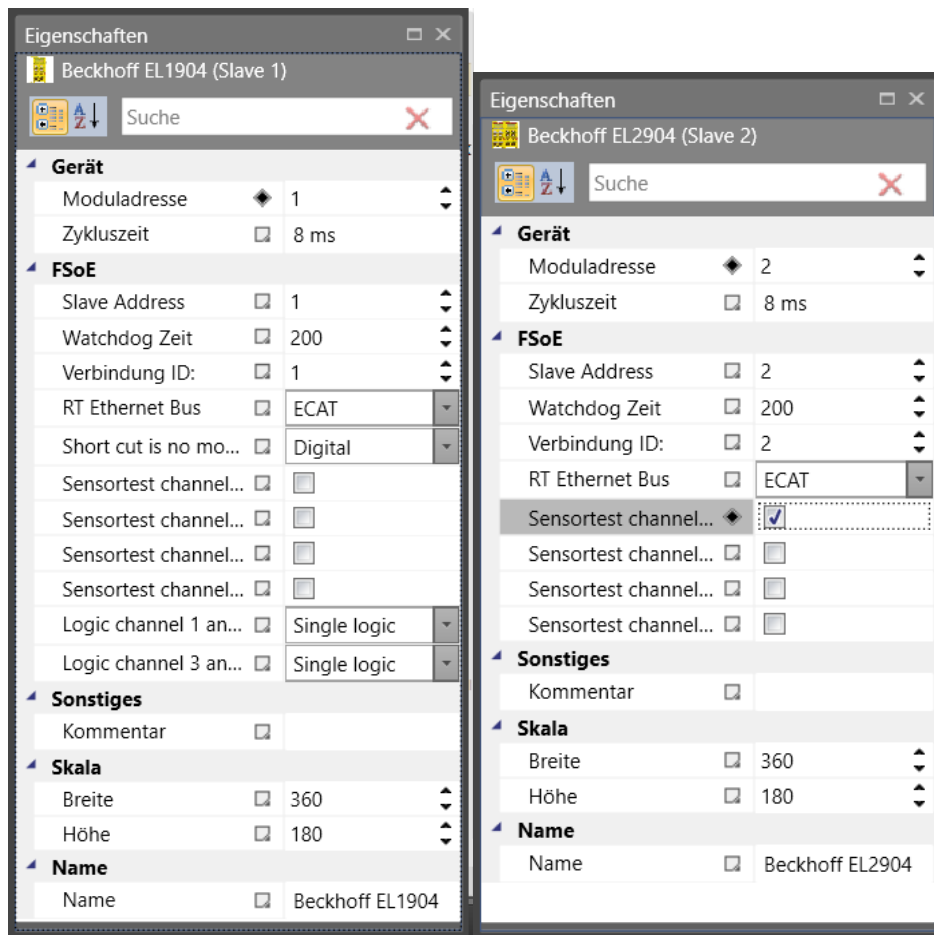 Eigenschaften
Beckhoff EL1904 (Slave 1)
Suche
Gerät
Moduladresse 1
Zykluszeit 8 ms
FSoE
Slave Address 1
Watchdog Zeit 200
Verbindung ID: 1
RT Ethernet Bus ECAT
Short cut is no mo... Digital
Sensortest channel...
Sensortest channel...
Sensortest channel...
Sensortest channel...
Logic channel 1 an... Single logic
Logic channel 3 an... Single logic
Sonstiges
Kommentar
Skala
Breite 360
Höhe 180
Name
Name Beckhoff EL1904
Eigenschaften
Beckhoff EL2904 (Slave 2)
Suche
Gerät
Moduladresse 2
Zykluszeit 8 ms
FSoE
Slave Address 2
Watchdog Zeit 200
Verbindung ID: 2
RT Ethernet Bus ECAT
Sensortest channel...
Sensortest channel...
Sensortest channel...
Sensortest channel...
Sonstiges
Kommentar
Skala
Breite 360
Höhe 180
Name
Name Beckhoff EL2904